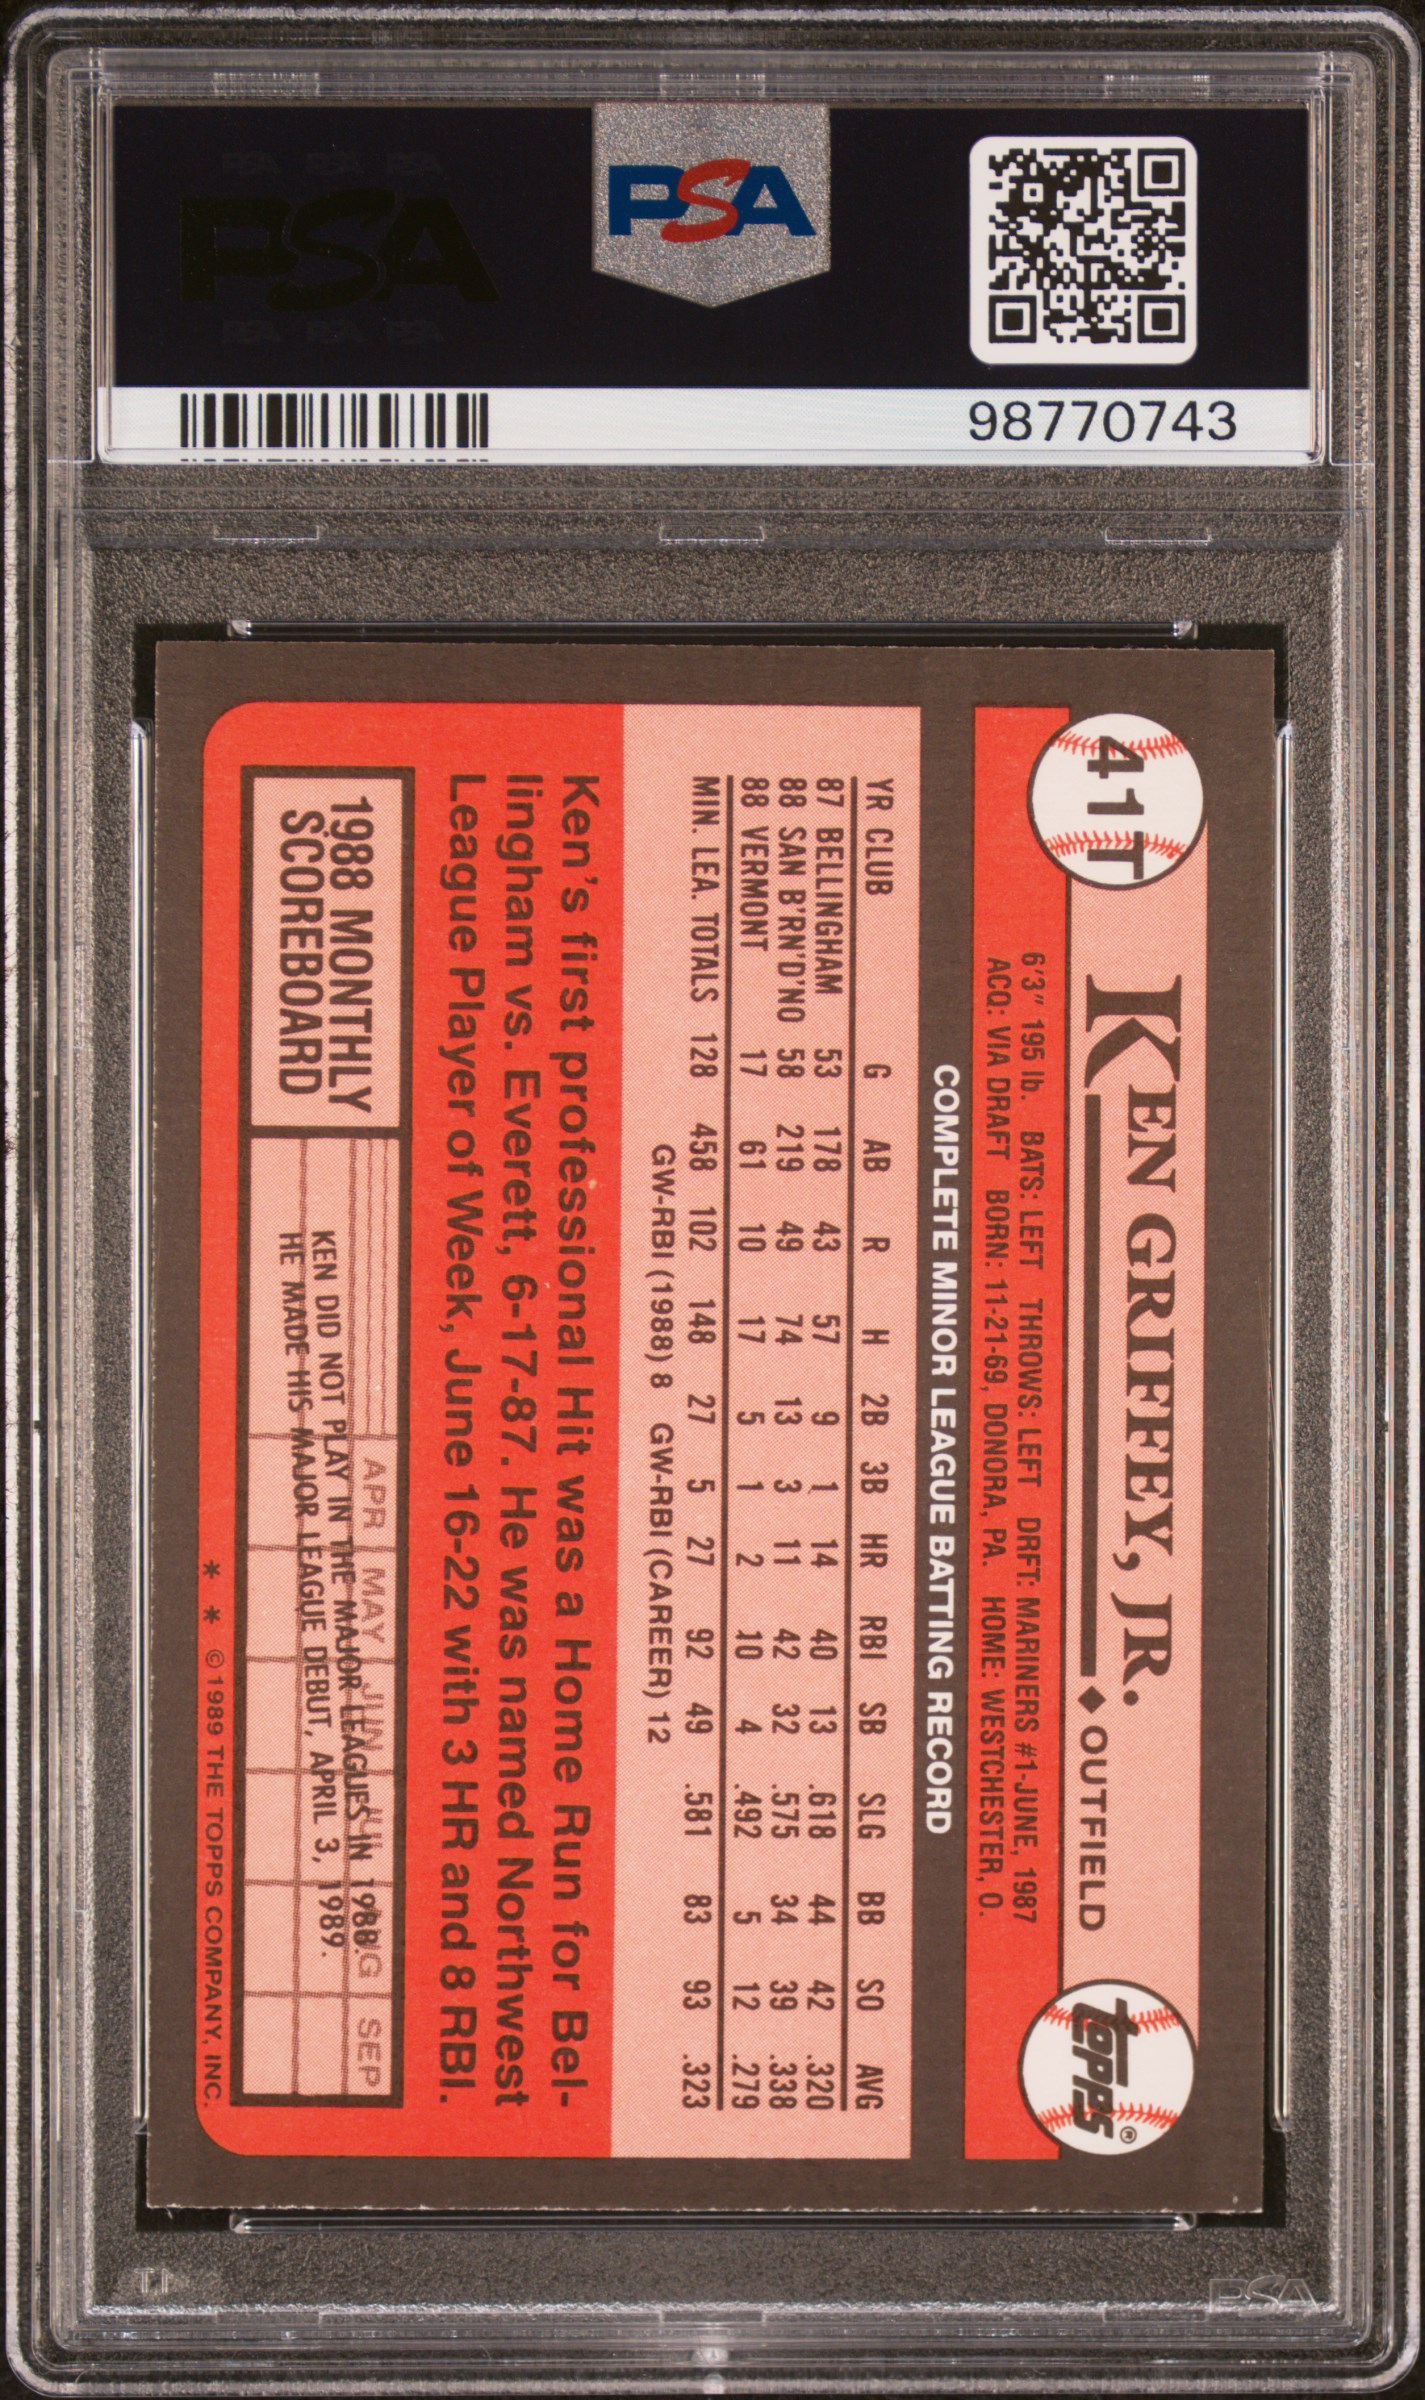 PSA
PSA PSA PSA
PSA
PSA PSA PSA
98770743
41T
KEN GRIFFEY, JR. ◆ OUTFIELD
topps®
6'3" 195 lb. BATS: LEFT THROWS: LEFT DRFT: MARINERS #1-JUNE, 1987
ACQ: VIA DRAFT BORN: 11-21-69, DONORA, PA. HOME: WESTCHESTER, O.
COMPLETE MINOR LEAGUE BATTING RECORD
YR CLUB G AB R H 2B 3B HR RBI SB SLG BB SO AVG
87 BELLINGHAM 53 178 43 57 9 1 14 40 13 .618 44 42 .320
88 SAN B'RN'D'NO 58 219 49 74 13 3 11 42 32 .575 34 39 .338
88 VERMONT 17 61 10 17 5 1 2 10 4 .492 5 12 .279
MIN. LEA. TOTALS 128 458 102 148 27 5 27 92 49 .581 83 93 .323
GW-RBI (1988) 8 GW-RBI (CAREER) 12
Ken's first professional Hit was a Home Run for Bel-
lingham vs. Everett, 6-17-87. He was named Northwest
League Player of Week, June 16-22 with 3 HR and 8 RBI.
1988 MONTHLY
SCOREBOARD
APR MAY JUN JUL AUG SEP
KEN DID NOT PLAY IN THE MAJOR LEAGUES IN 1988.
HE MADE HIS MAJOR LEAGUE DEBUT, APRIL 3, 1989.
* * © 1989 THE TOPPS COMPANY, INC.
PSA